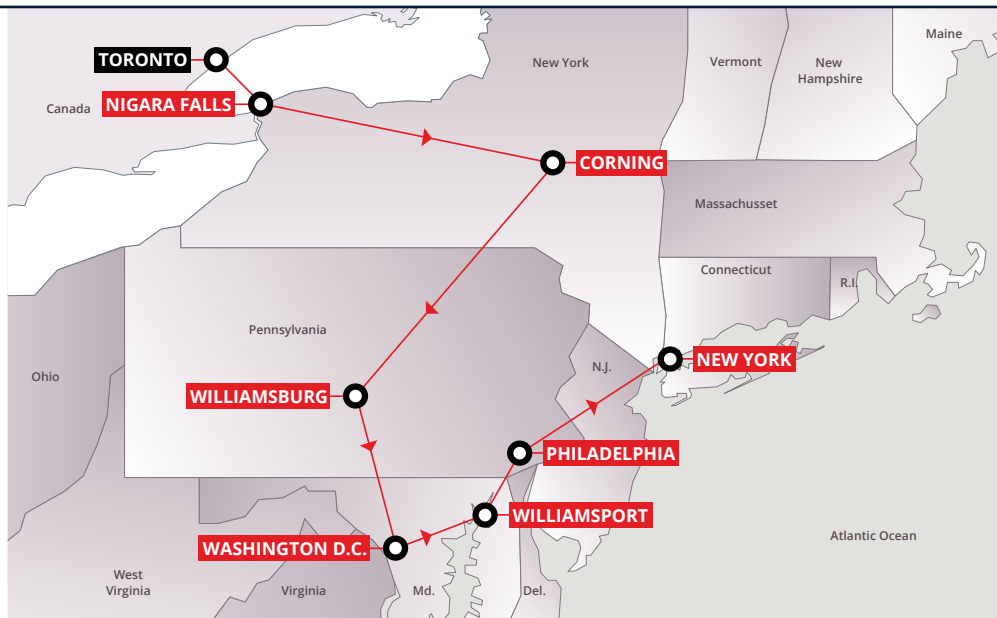 Maine
TORONTO
New York
Vermont
New
Hampshire
Canada
NIGARA FALLS
CORNING
Massachusset
Connecticut
R.I.
Pennsylvania
NEW YORK
N.J.
Ohio
WILLIAMSBURG
PHILADELPHIA
WILLIAMSPORT
Atlantic Ocean
WASHINGTON D.C.
West
Virginia
Virginia
Md.
Del.